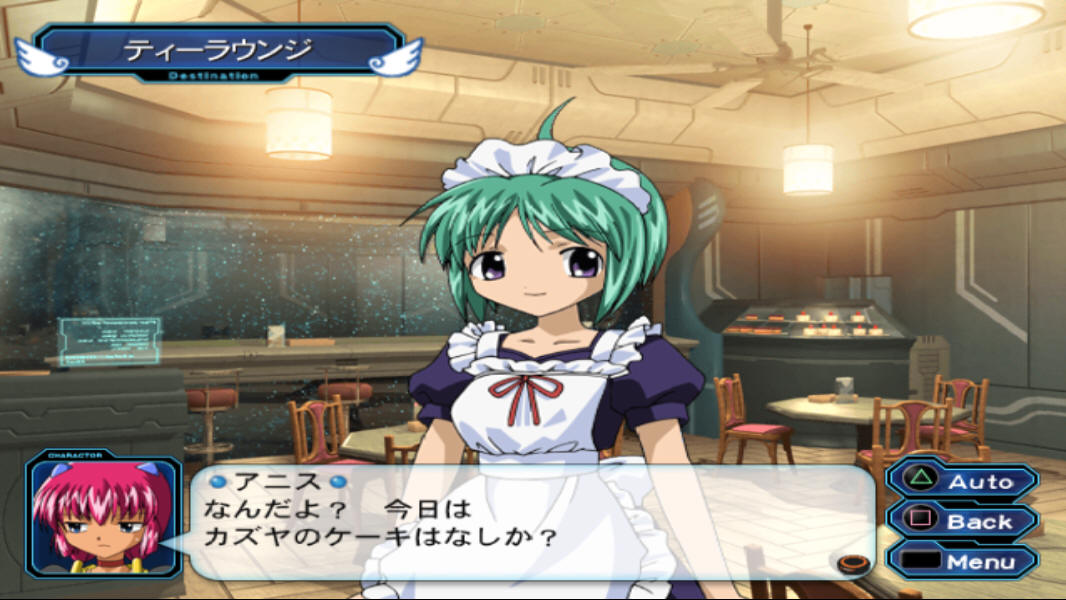 ティーラウンジ
Destination
CHARACTOR
アニス
なんだよ？　今日は
カズヤのケーキはなしか？
Auto
Back
Menu